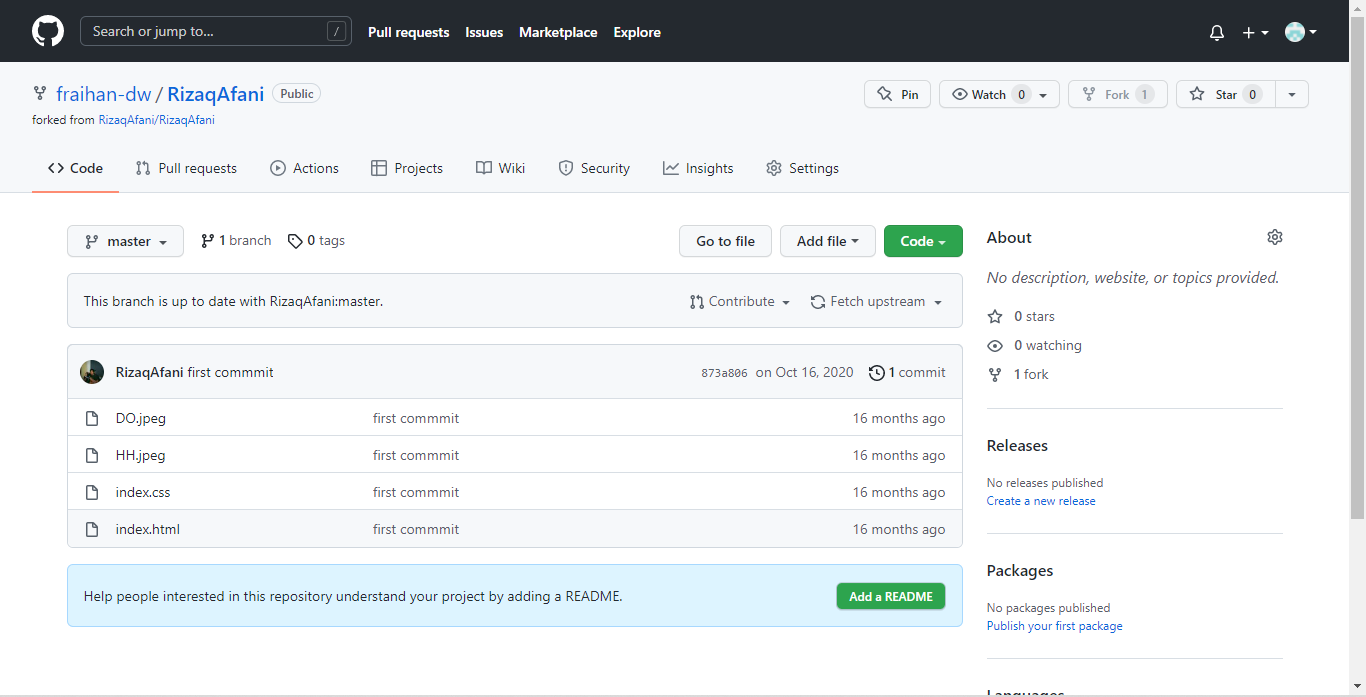 Search or jump to... / Pull requests Issues Marketplace Explore
fraihan-dw / RizaqAfani Public Pin Watch 0 Fork 1 Star 0
forked from RizaqAfani/RizaqAfani
Code Pull requests Actions Projects Wiki Security Insights Settings
master 1 branch 0 tags Go to file Add file Code
This branch is up to date with RizaqAfani:master. Contribute Fetch upstream
RizaqAfani first commmit 873a806 on Oct 16, 2020 1 commit
DO.jpeg first commmit 16 months ago
HH.jpeg first commmit 16 months ago
index.css first commmit 16 months ago
index.html first commmit 16 months ago
Help people interested in this repository understand your project by adding a README. Add a README
About
No description, website, or topics provided.
0 stars
0 watching
1 fork
Releases
No releases published
Create a new release
Packages
No packages published
Publish your first package
Languages